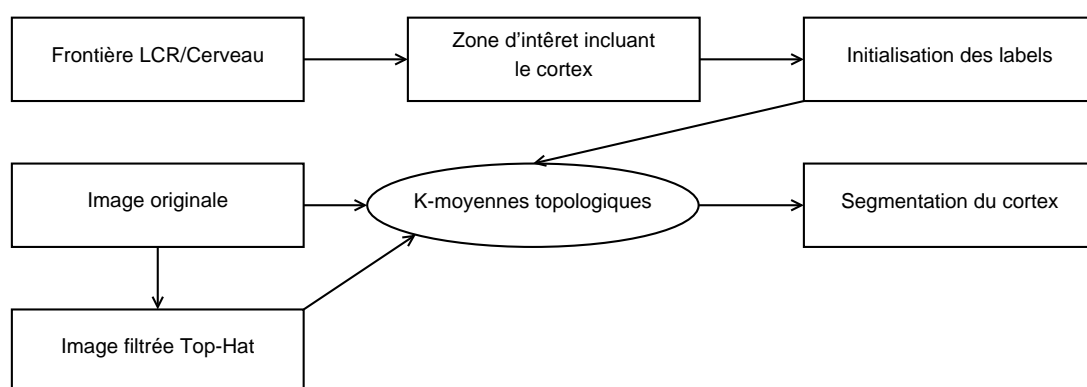 Frontière LCR/Cerveau
Zone d'intêret incluant
le cortex
Initialisation des labels
Image originale
K-moyennes topologiques
Segmentation du cortex
Image filtrée Top-Hat